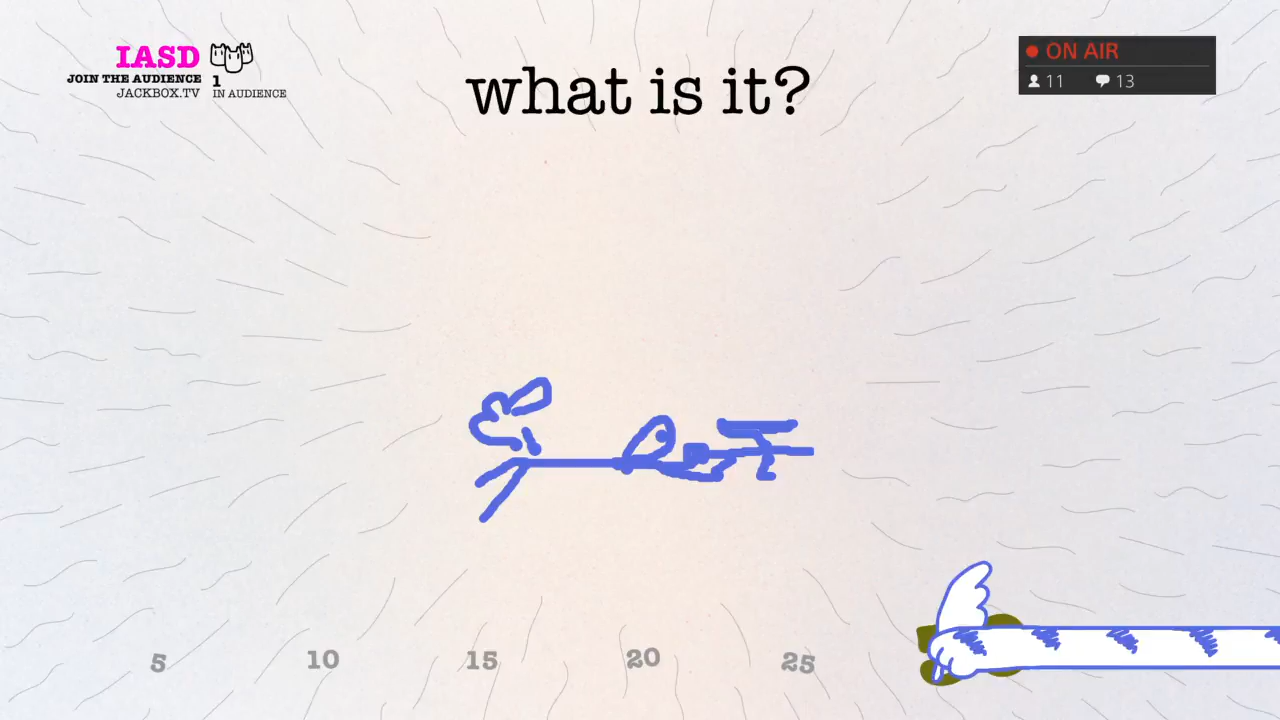 IASD
JOIN THE AUDIENCE
JACKBOX.TV
1
IN AUDIENCE
what is it?
ON AIR
11 13
5 10 15 20 25